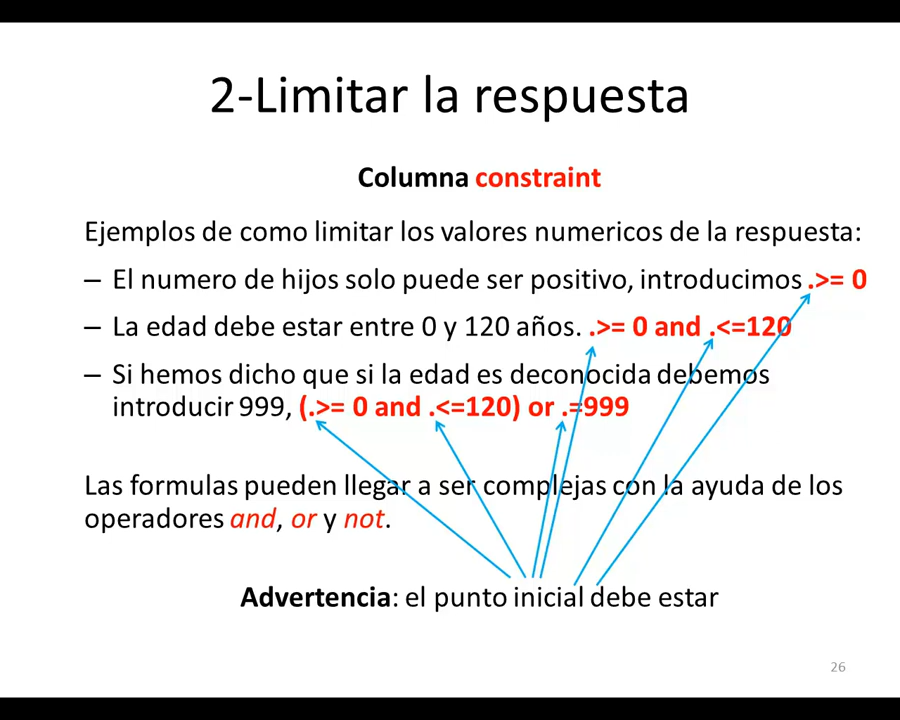 2-Limitar la respuesta
Columna constraint
Ejemplos de como limitar los valores numericos de la respuesta:
– El numero de hijos solo puede ser positivo, introducimos .>= 0
– La edad debe estar entre 0 y 120 años. .>= 0 and .<=120
– Si hemos dicho que si la edad es deconocida debemos
introducir 999, (.>= 0 and .<=120) or .=999
Las formulas pueden llegar a ser complejas con la ayuda de los
operadores and, or y not.
Advertencia: el punto inicial debe estar
26